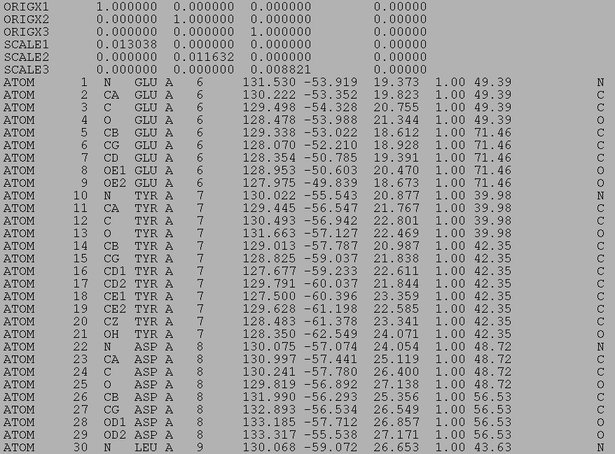 ORIGX1 1.000000 0.000000 0.000000 0.00000
ORIGX2 0.000000 1.000000 0.000000 0.00000
ORIGX3 0.000000 0.000000 1.000000 0.00000
SCALE1 0.013038 0.000000 0.000000 0.00000
SCALE2 0.000000 0.011632 0.000000 0.00000
SCALE3 0.000000 0.000000 0.008821 0.00000
ATOM 1 N GLU A 6 131.530 -53.919 19.373 1.00 49.39 N
ATOM 2 CA GLU A 6 130.222 -53.352 19.823 1.00 49.39 C
ATOM 3 C GLU A 6 129.498 -54.328 20.755 1.00 49.39 C
ATOM 4 O GLU A 6 128.478 -53.988 21.344 1.00 49.39 O
ATOM 5 CB GLU A 6 129.338 -53.022 18.612 1.00 71.46 C
ATOM 6 CG GLU A 6 128.070 -52.210 18.928 1.00 71.46 C
ATOM 7 CD GLU A 6 128.354 -50.785 19.391 1.00 71.46 C
ATOM 8 OE1 GLU A 6 128.953 -50.603 20.470 1.00 71.46 O
ATOM 9 OE2 GLU A 6 127.975 -49.839 18.673 1.00 71.46 O
ATOM 10 N TYR A 7 130.022 -55.543 20.877 1.00 39.98 N
ATOM 11 CA TYR A 7 129.445 -56.547 21.767 1.00 39.98 C
ATOM 12 C TYR A 7 130.493 -56.942 22.801 1.00 39.98 C
ATOM 13 O TYR A 7 131.663 -57.127 22.469 1.00 39.98 O
ATOM 14 CB TYR A 7 129.013 -57.787 20.987 1.00 42.35 C
ATOM 15 CG TYR A 7 128.825 -59.037 21.838 1.00 42.35 C
ATOM 16 CD1 TYR A 7 127.677 -59.233 22.611 1.00 42.35 C
ATOM 17 CD2 TYR A 7 129.791 -60.037 21.844 1.00 42.35 C
ATOM 18 CE1 TYR A 7 127.500 -60.396 23.359 1.00 42.35 C
ATOM 19 CE2 TYR A 7 129.628 -61.198 22.585 1.00 42.35 C
ATOM 20 CZ TYR A 7 128.483 -61.378 23.341 1.00 42.35 C
ATOM 21 OH TYR A 7 128.350 -62.549 24.071 1.00 42.35 O
ATOM 22 N ASP A 8 130.075 -57.074 24.054 1.00 48.72 N
ATOM 23 CA ASP A 8 130.997 -57.441 25.119 1.00 48.72 C
ATOM 24 C ASP A 8 130.241 -57.780 26.400 1.00 48.72 C
ATOM 25 O ASP A 8 129.819 -56.892 27.138 1.00 48.72 O
ATOM 26 CB ASP A 8 131.990 -56.293 25.356 1.00 56.53 C
ATOM 27 CG ASP A 8 132.893 -56.534 26.549 1.00 56.53 C
ATOM 28 OD1 ASP A 8 133.185 -57.712 26.857 1.00 56.53 O
ATOM 29 OD2 ASP A 8 133.317 -55.538 27.171 1.00 56.53 O
ATOM 30 N LEU A 9 130.068 -59.072 26.653 1.00 43.63 N